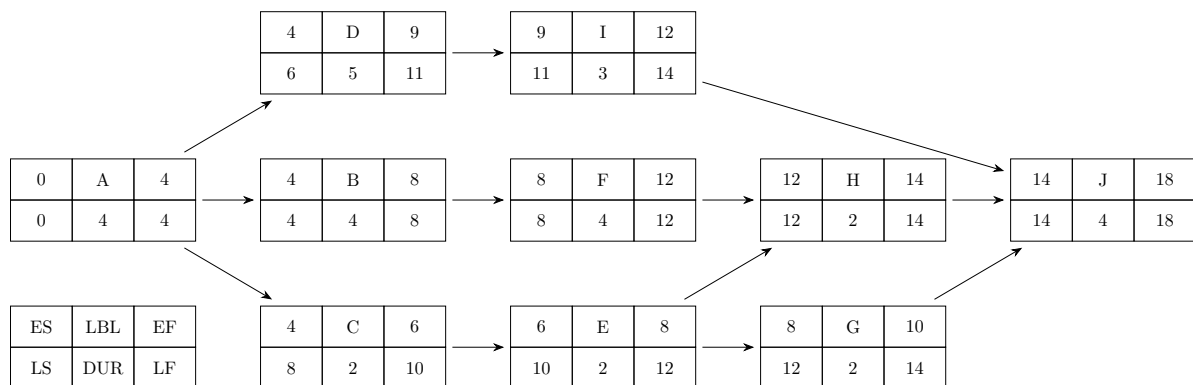 4 D 9 9 I 12
6 5 11 11 3 14
0 A 4 4 B 8 8 F 12 12 H 14 14 J 18
0 4 4 4 4 8 8 4 12 12 2 14 14 4 18
ES LBL EF 4 C 6 6 E 8 8 G 10
LS DUR LF 8 2 10 10 2 12 12 2 14